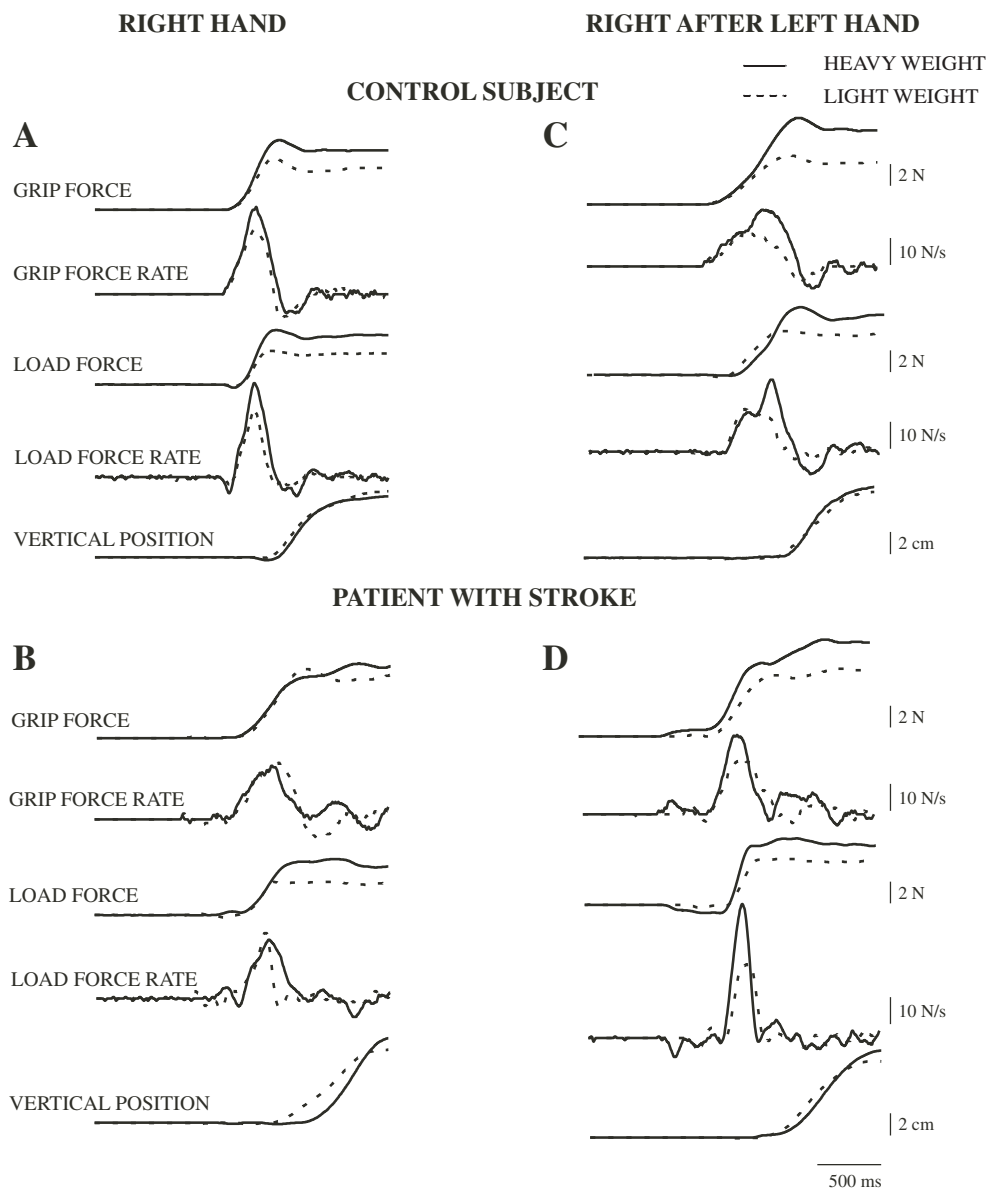 RIGHT HAND
RIGHT AFTER LEFT HAND
HEAVY WEIGHT
LIGHT WEIGHT
CONTROL SUBJECT
A
GRIP FORCE
GRIP FORCE RATE
LOAD FORCE
LOAD FORCE RATE
VERTICAL POSITION
C
2 N
10 N/s
2 N
10 N/s
2 cm
PATIENT WITH STROKE
B
GRIP FORCE
GRIP FORCE RATE
LOAD FORCE
LOAD FORCE RATE
VERTICAL POSITION
D
2 N
10 N/s
2 N
10 N/s
2 cm
500 ms